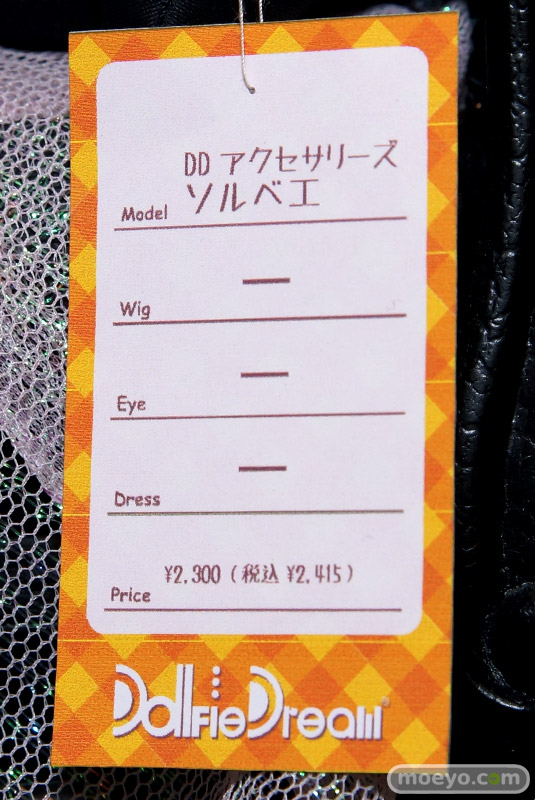 DD アクセサリーズ
Model ソルベエ
Wig —
Eye —
Dress —
Price ¥2,300 (税込 ¥2,415)
DollfieDream®
moeyo.com